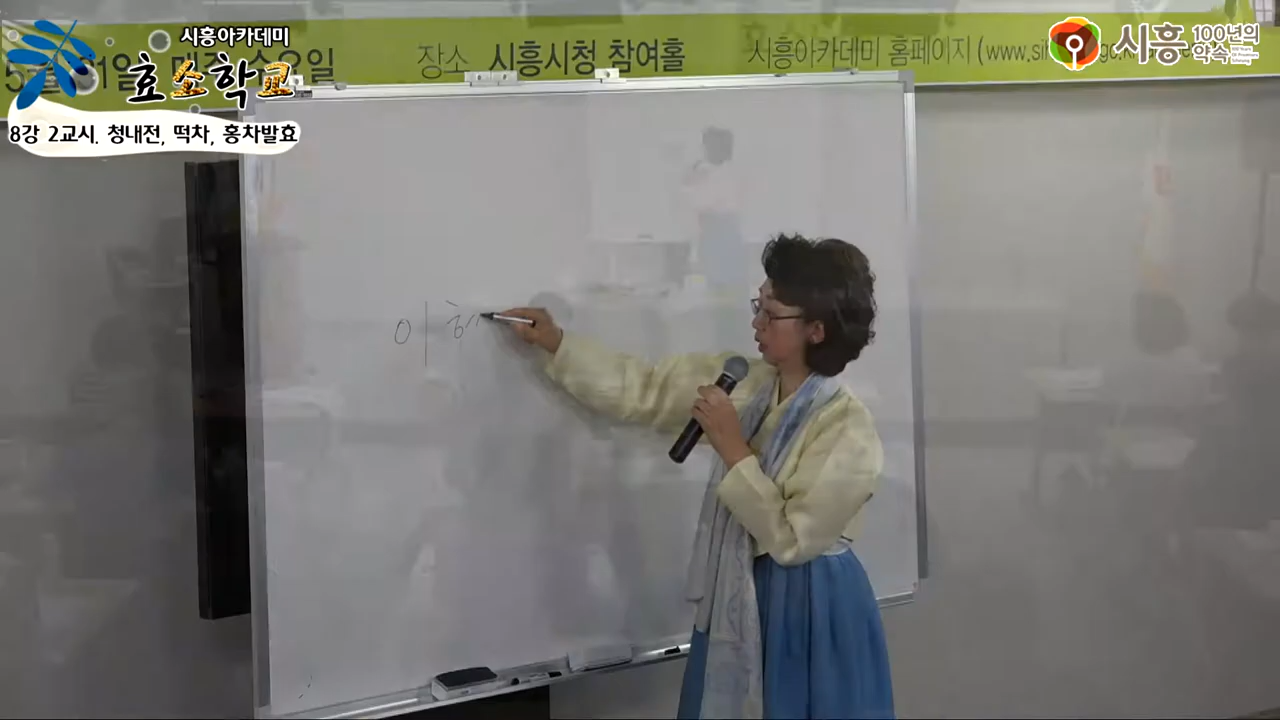 시흥아카데미
효소학교
8강 2교시. 청내전, 떡차, 홍차발효
장소 시흥시청 참여홀
시흥아카데미 홈페이지
시흥 100년의 약속
이 하